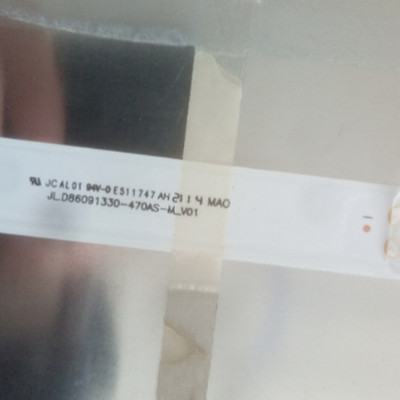 JCAL01 94V-0 E511747 AH 2114 MAO
JL.D86091330-470AS-M_V01